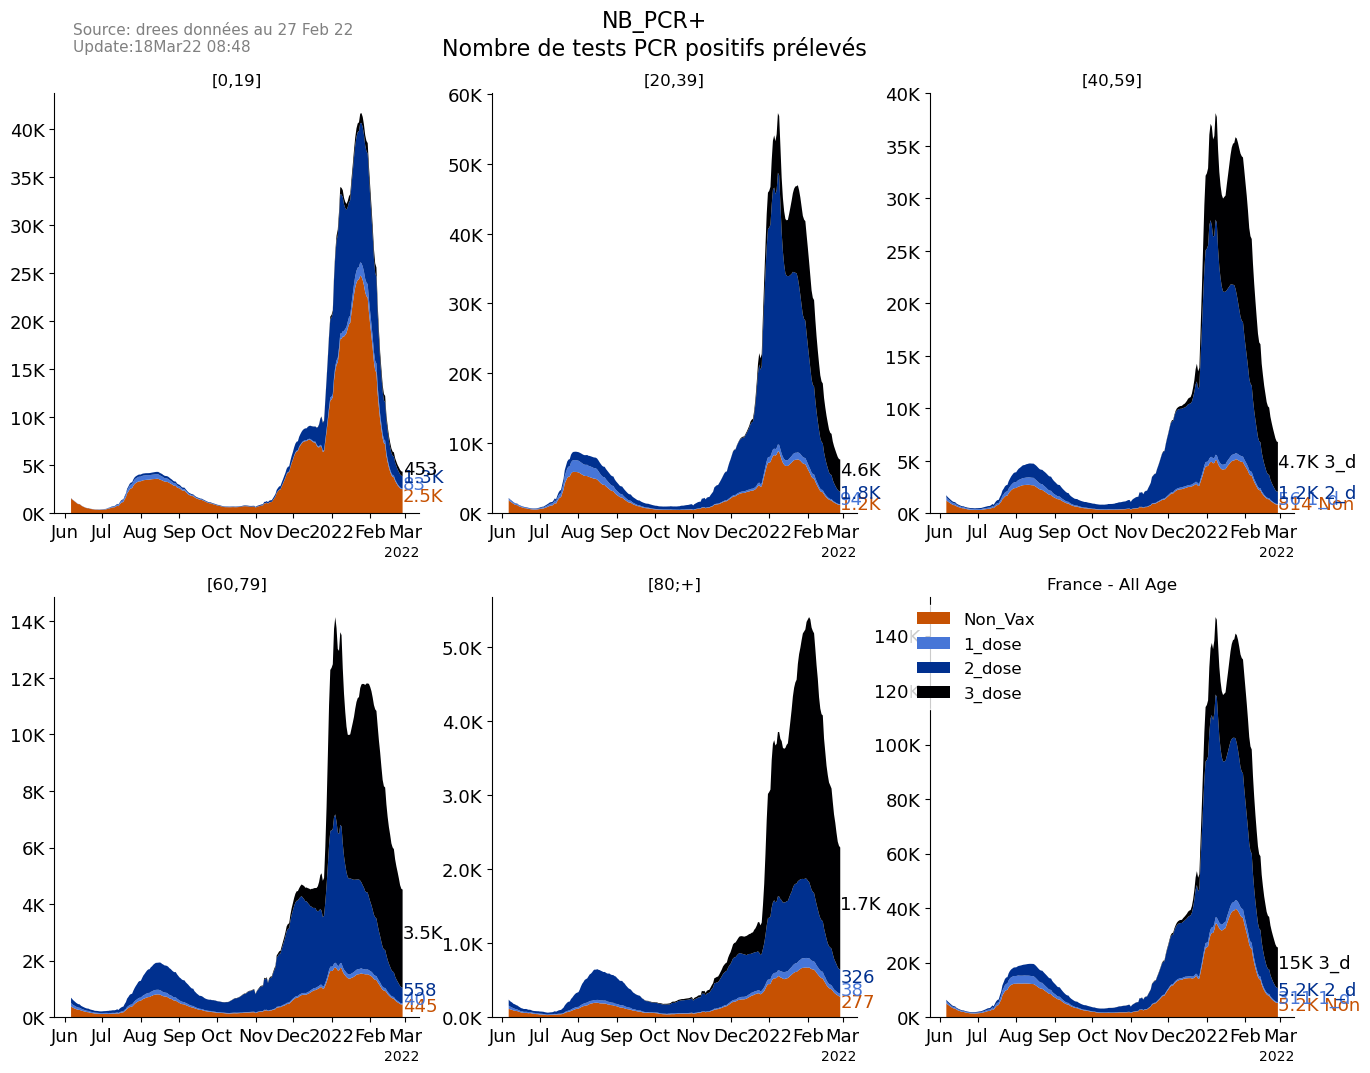 Source: drees données au 27 Feb 22
Update:18Mar22 08:48
NB_PCR+
Nombre de tests PCR positifs prélevés
[0,19]
40K
35K
30K
25K
20K
15K
10K
5K
0K
453
1.3K
2.5K
Jun Jul Aug Sep Oct Nov Dec 2022 Feb Mar
2022
[20,39]
60K
50K
40K
30K
20K
10K
0K
4.6K
1.8K
94
1.2K
Jun Jul Aug Sep Oct Nov Dec 2022 Feb Mar
2022
[40,59]
40K
35K
30K
25K
20K
15K
10K
5K
0K
4.7K 3_d
1.2K 2_d
814 Non
Jun Jul Aug Sep Oct Nov Dec 2022 Feb Mar
2022
[60,79]
14K
12K
10K
8K
6K
4K
2K
0K
3.5K
558
445
Jun Jul Aug Sep Oct Nov Dec 2022 Feb Mar
2022
[80;+]
5.0K
4.0K
3.0K
2.0K
1.0K
0.0K
1.7K
326
38
277
Jun Jul Aug Sep Oct Nov Dec 2022 Feb Mar
2022
France - All Age
Non_Vax
1_dose
2_dose
3_dose
140K
120K
100K
80K
60K
40K
20K
0K
15K 3_d
5.2K 2_d
5.2K Non
Jun Jul Aug Sep Oct Nov Dec 2022 Feb Mar
2022